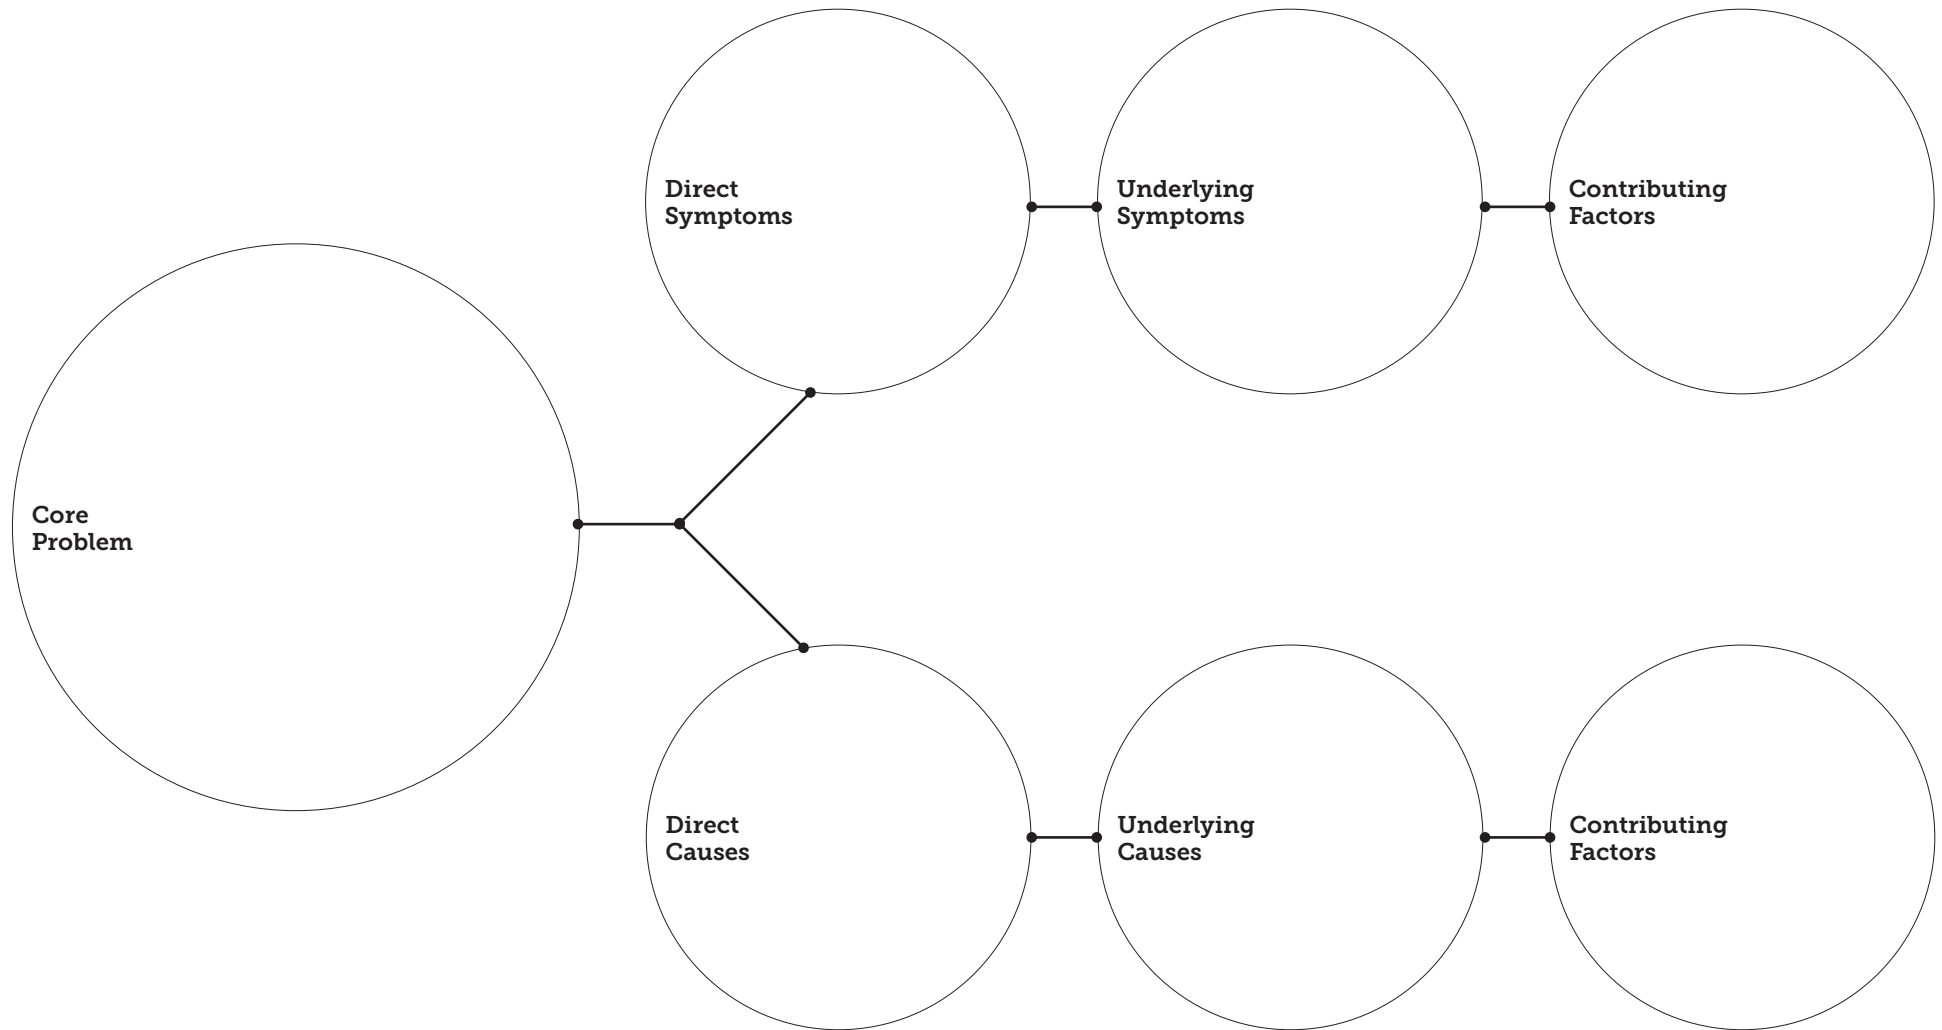 Direct
Symptoms
Underlying
Symptoms
Contributing
Factors
Core
Problem
Direct
Causes
Underlying
Causes
Contributing
Factors